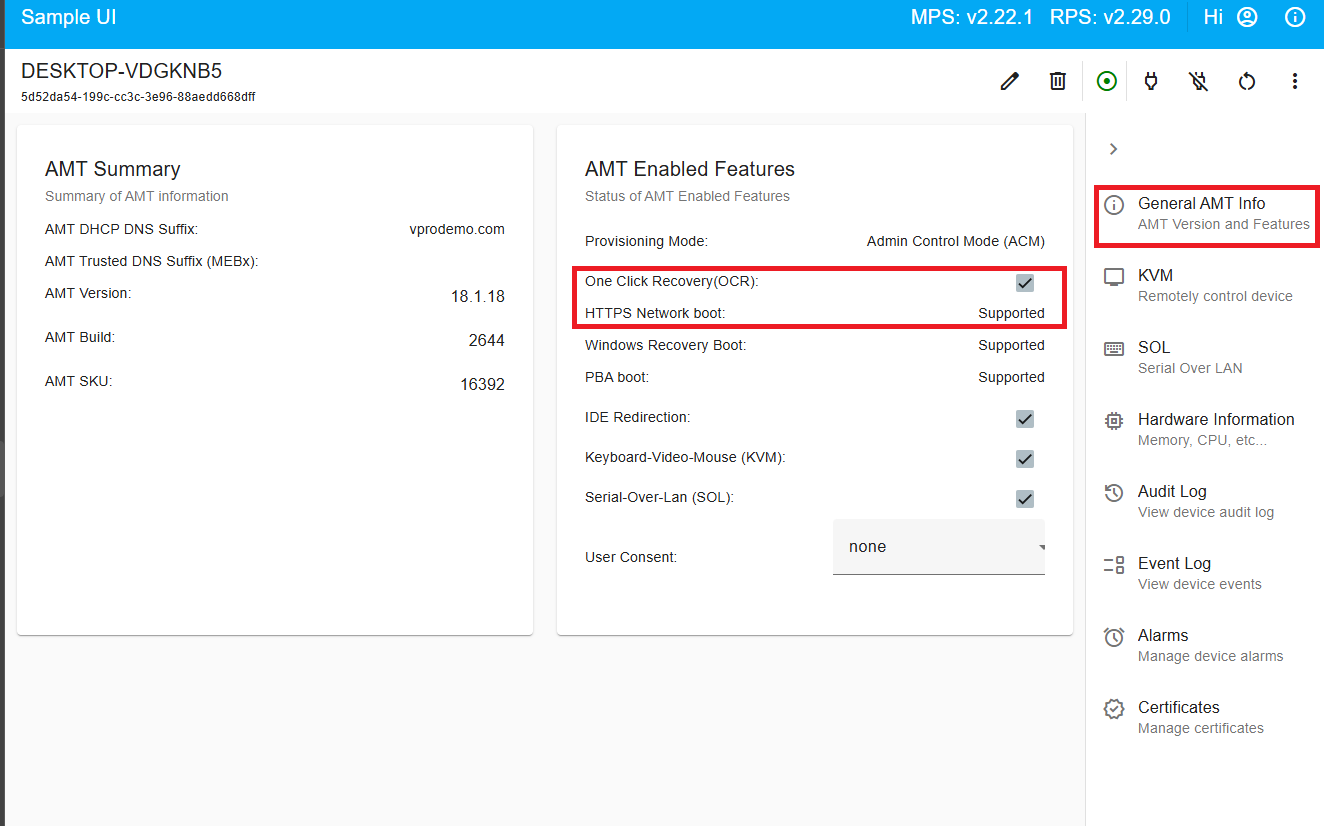 Sample UI
MPS: v2.22.1 RPS: v2.29.0 Hi
DESKTOP-VDGKNB5
5d52da54-199c-cc3c-3e96-88aedd668dff
AMT Summary
Summary of AMT information
AMT DHCP DNS Suffix: vprodemo.com
AMT Trusted DNS Suffix (MEBx):
AMT Version: 18.1.18
AMT Build: 2644
AMT SKU: 16392
AMT Enabled Features
Status of AMT Enabled Features
Provisioning Mode: Admin Control Mode (ACM)
One Click Recovery(OCR):
HTTPS Network boot: Supported
Windows Recovery Boot: Supported
PBA boot: Supported
IDE Redirection:
Keyboard-Video-Mouse (KVM):
Serial-Over-Lan (SOL):
User Consent: none
General AMT Info
AMT Version and Features
KVM
Remotely control device
SOL
Serial Over LAN
Hardware Information
Memory, CPU, etc...
Audit Log
View device audit log
Event Log
View device events
Alarms
Manage device alarms
Certificates
Manage certificates